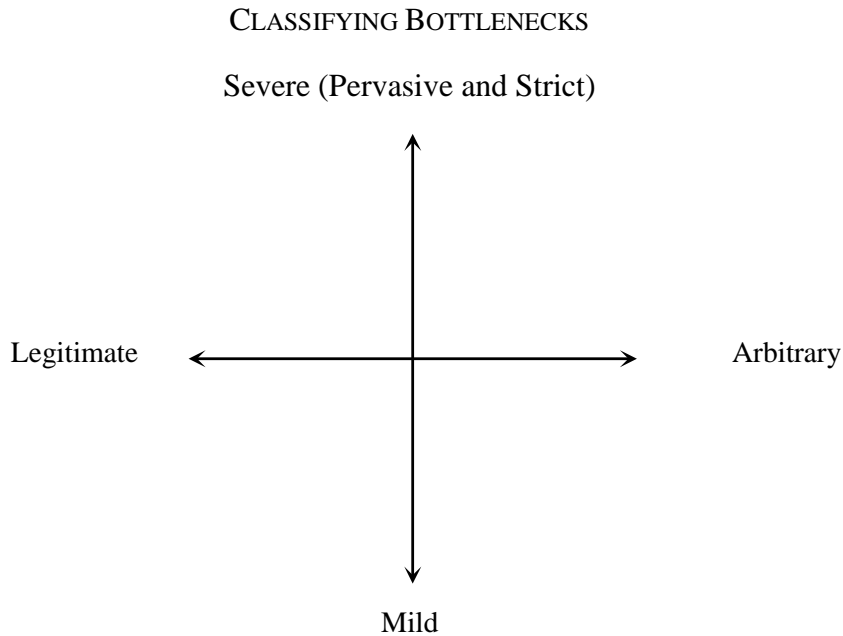 CLASSIFYING BOTTLENECKS
Severe (Pervasive and Strict)
Legitimate
Arbitrary
Mild